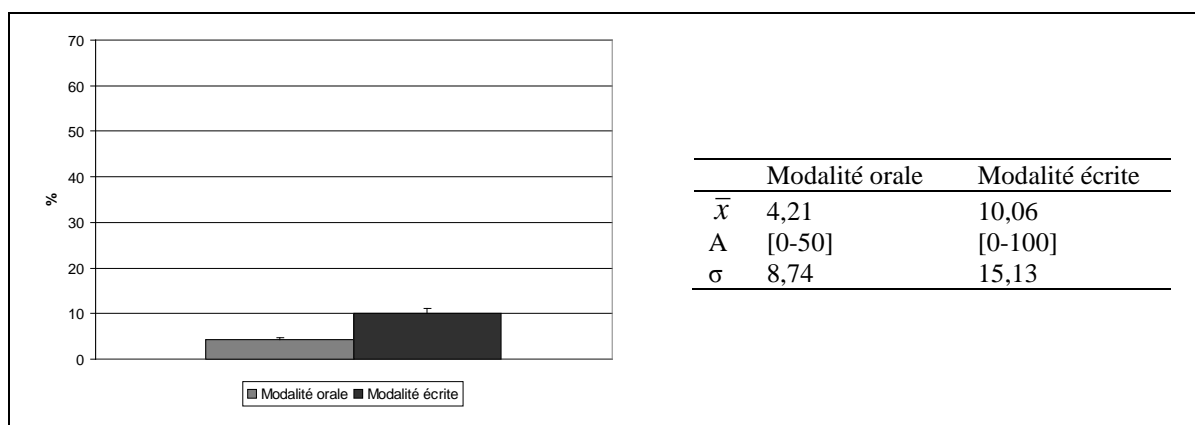 70
60
50
40
30
20
10
0
%
Modalité orale Modalité écrite
Modalité orale Modalité écrite
x̅ 4,21 10,06
A [0-50] [0-100]
σ 8,74 15,13